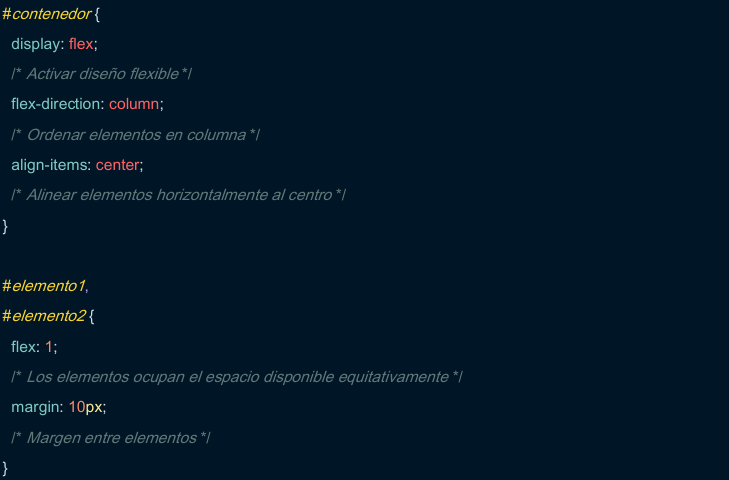 #contenedor {
display: flex;
/* Activar diseño flexible */
flex-direction: column;
/* Ordenar elementos en columna */
align-items: center;
/* Alinear elementos horizontalmente al centro */
}
#elemento1,
#elemento2 {
flex: 1;
/* Los elementos ocupan el espacio disponible equitativamente */
margin: 10px;
/* Margen entre elementos */
}